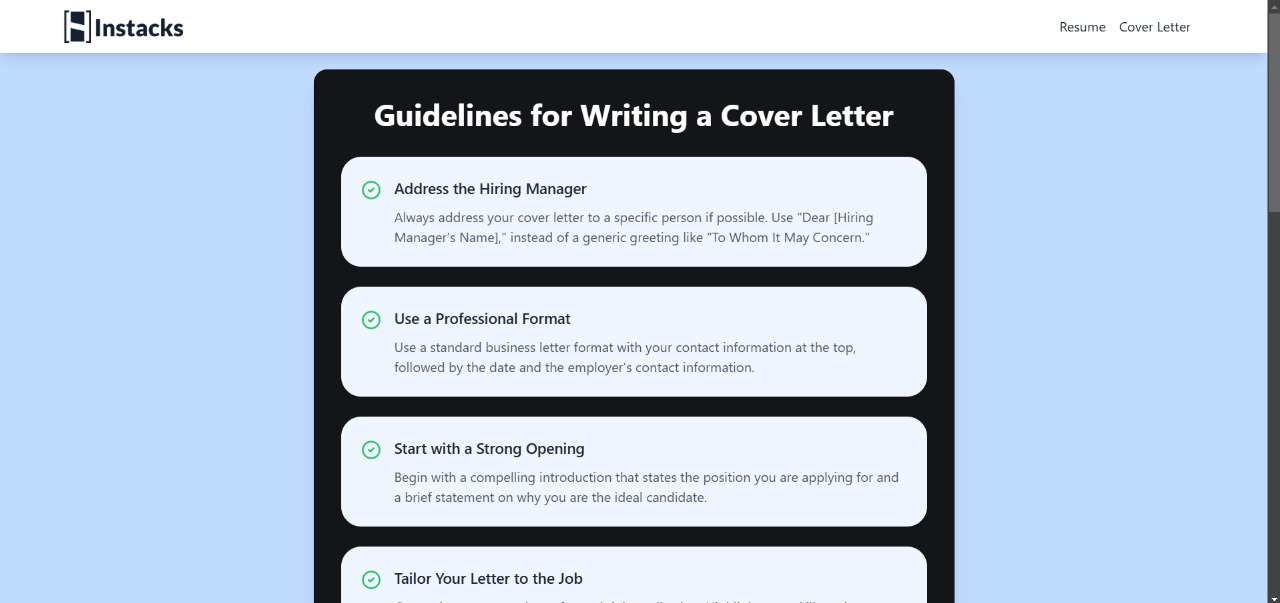 Instacks
Resume
Cover Letter
Guidelines for Writing a Cover Letter
Address the Hiring Manager
Always address your cover letter to a specific person if possible. Use "Dear [Hiring
Manager's Name]," instead of a generic greeting like "To Whom It May Concern."
Use a Professional Format
Use a standard business letter format with your contact information at the top,
followed by the date and the employer's contact information.
Start with a Strong Opening
Begin with a compelling introduction that states the position you are applying for and
a brief statement on why you are the ideal candidate.
Tailor Your Letter to the Job